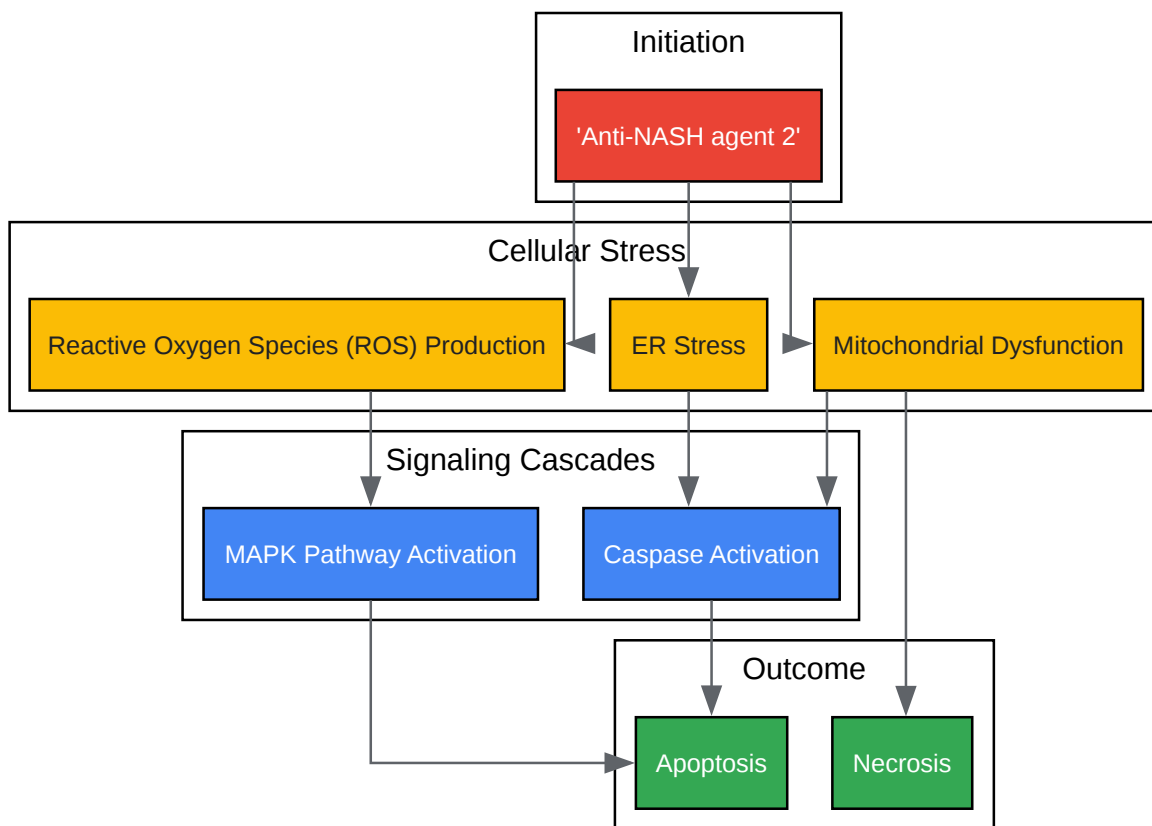 Initiation
'Anti-NASH agent 2'
Cellular Stress
Reactive Oxygen Species (ROS) Production
ER Stress
Mitochondrial Dysfunction
Signaling Cascades
MAPK Pathway Activation
Caspase Activation
Outcome
Apoptosis
Necrosis